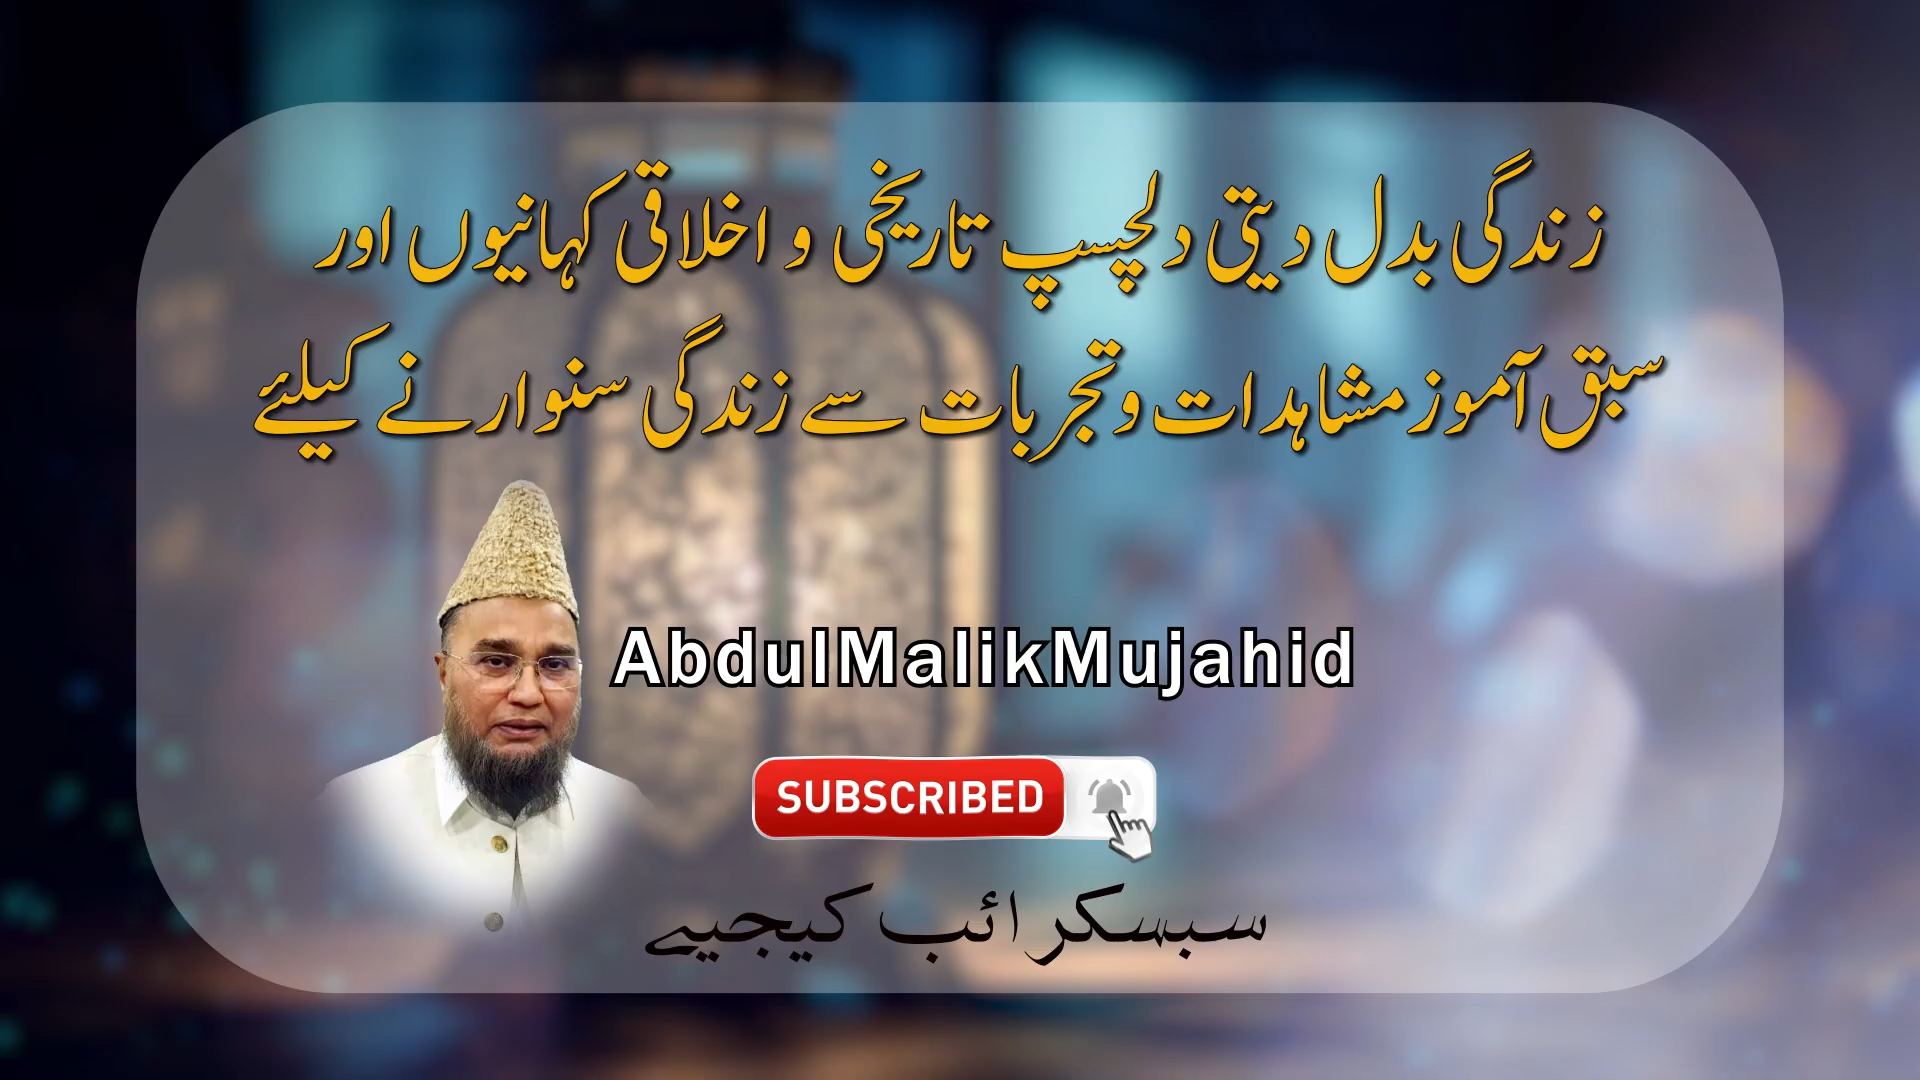 زندگی بدل دیتی دلچسپ تاریخی و اخلاقی کہانیوں اور
سبق آموز مشاہدات و تجربات سے زندگی سنوارنے کیلئے
AbdulMalikMujahid
SUBSCRIBED
سبسکرائب کیجیے